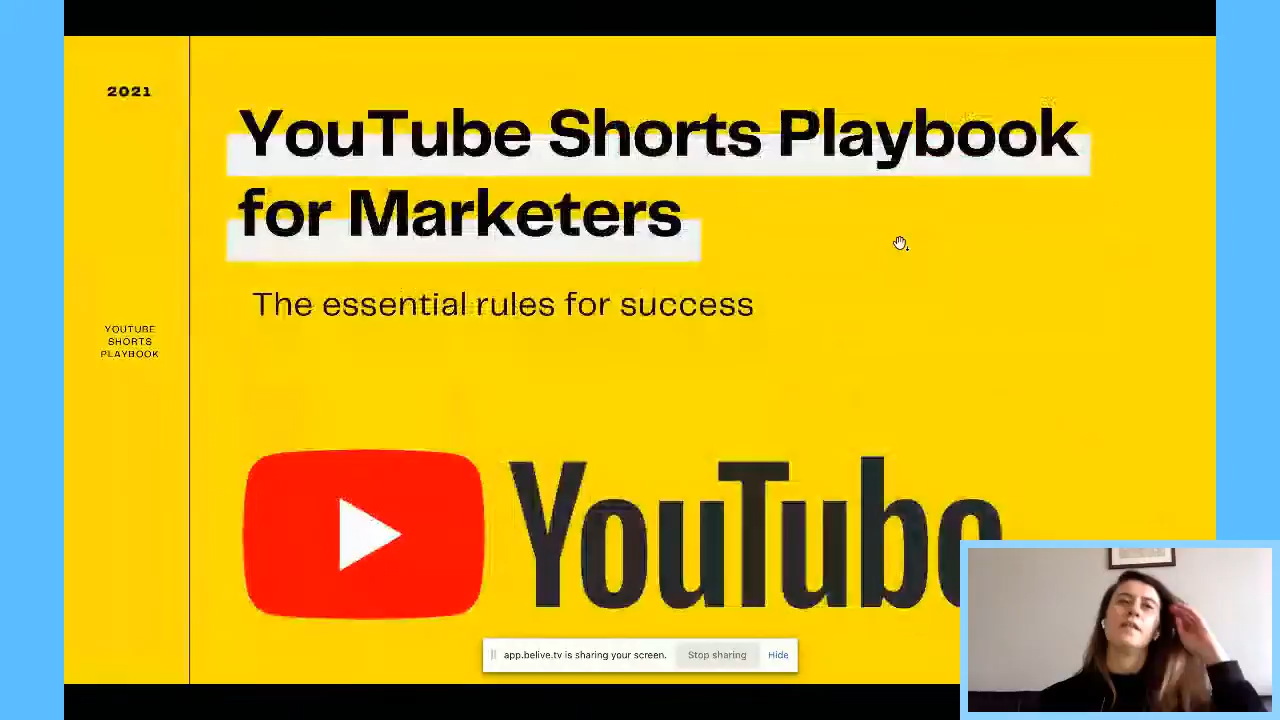 2021
YouTube Shorts Playbook
for Marketers
The essential rules for success
YOUTUBE
SHORTS
PLAYBOOK
YouTube
app.belive.tv is sharing your screen. Stop sharing Hide